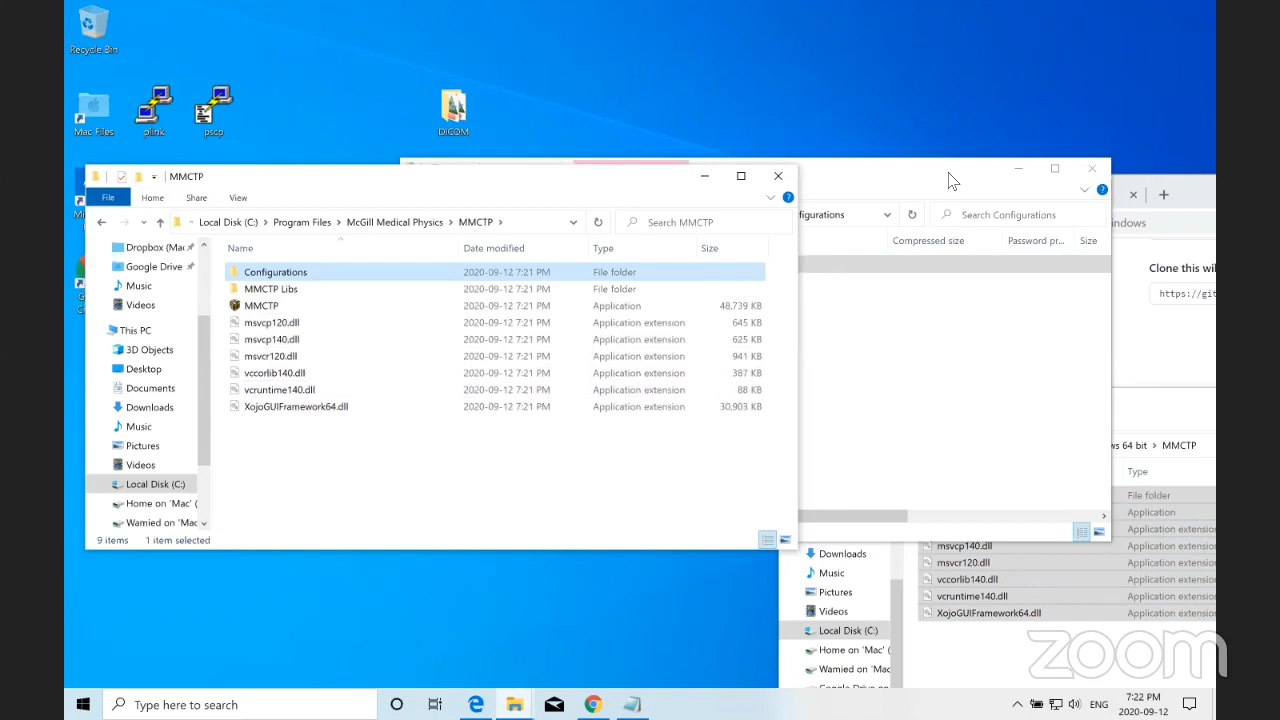 Recycle Bin
Mac Files
plink
pscp
DICOM
MMCTP
File
Home
Share
View
Local Disk (C:) > Program Files > McGill Medical Physics > MMCTP >
Search MMCTP
Name
Date modified
Type
Size
Configurations 2020-09-12 7:21 PM File folder
MMCTP Libs 2020-09-12 7:21 PM File folder
MMCTP 2020-09-12 7:21 PM Application 48,739 KB
msvcp120.dll 2020-09-12 7:21 PM Application extension 645 KB
msvcp140.dll 2020-09-12 7:21 PM Application extension 625 KB
msvcr120.dll 2020-09-12 7:21 PM Application extension 941 KB
vccorlib140.dll 2020-09-12 7:21 PM Application extension 387 KB
vcruntime140.dll 2020-09-12 7:21 PM Application extension 88 KB
XojoGUIFramework64.dll 2020-09-12 7:21 PM Application extension 30,903 KB
Dropbox (Mac
Google Drive
Music
Videos
This PC
3D Objects
Desktop
Documents
Downloads
Music
Pictures
Videos
Local Disk (C:)
Home on 'Mac' (
Wamied on 'Mac
9 items
1 item selected
figurations
Search Configurations
Compressed size
Password pr...
Size
indows
Clone this wil
https://git
ws 64 bit > MMCTP
Type
File folder
Application
Application extension
msvcp140.dll Application extension
msvcr120.dll Application extension
vccorlib140.dll Application extension
vcruntime140.dll Application extension
XojoGUIFramework64.dll Application extension
Downloads
Music
Pictures
Videos
Local Disk (C:)
Home on 'Mac' (
Wamied on 'Mac
zoom
Type here to search
ENG
7:22 PM
2020-09-12